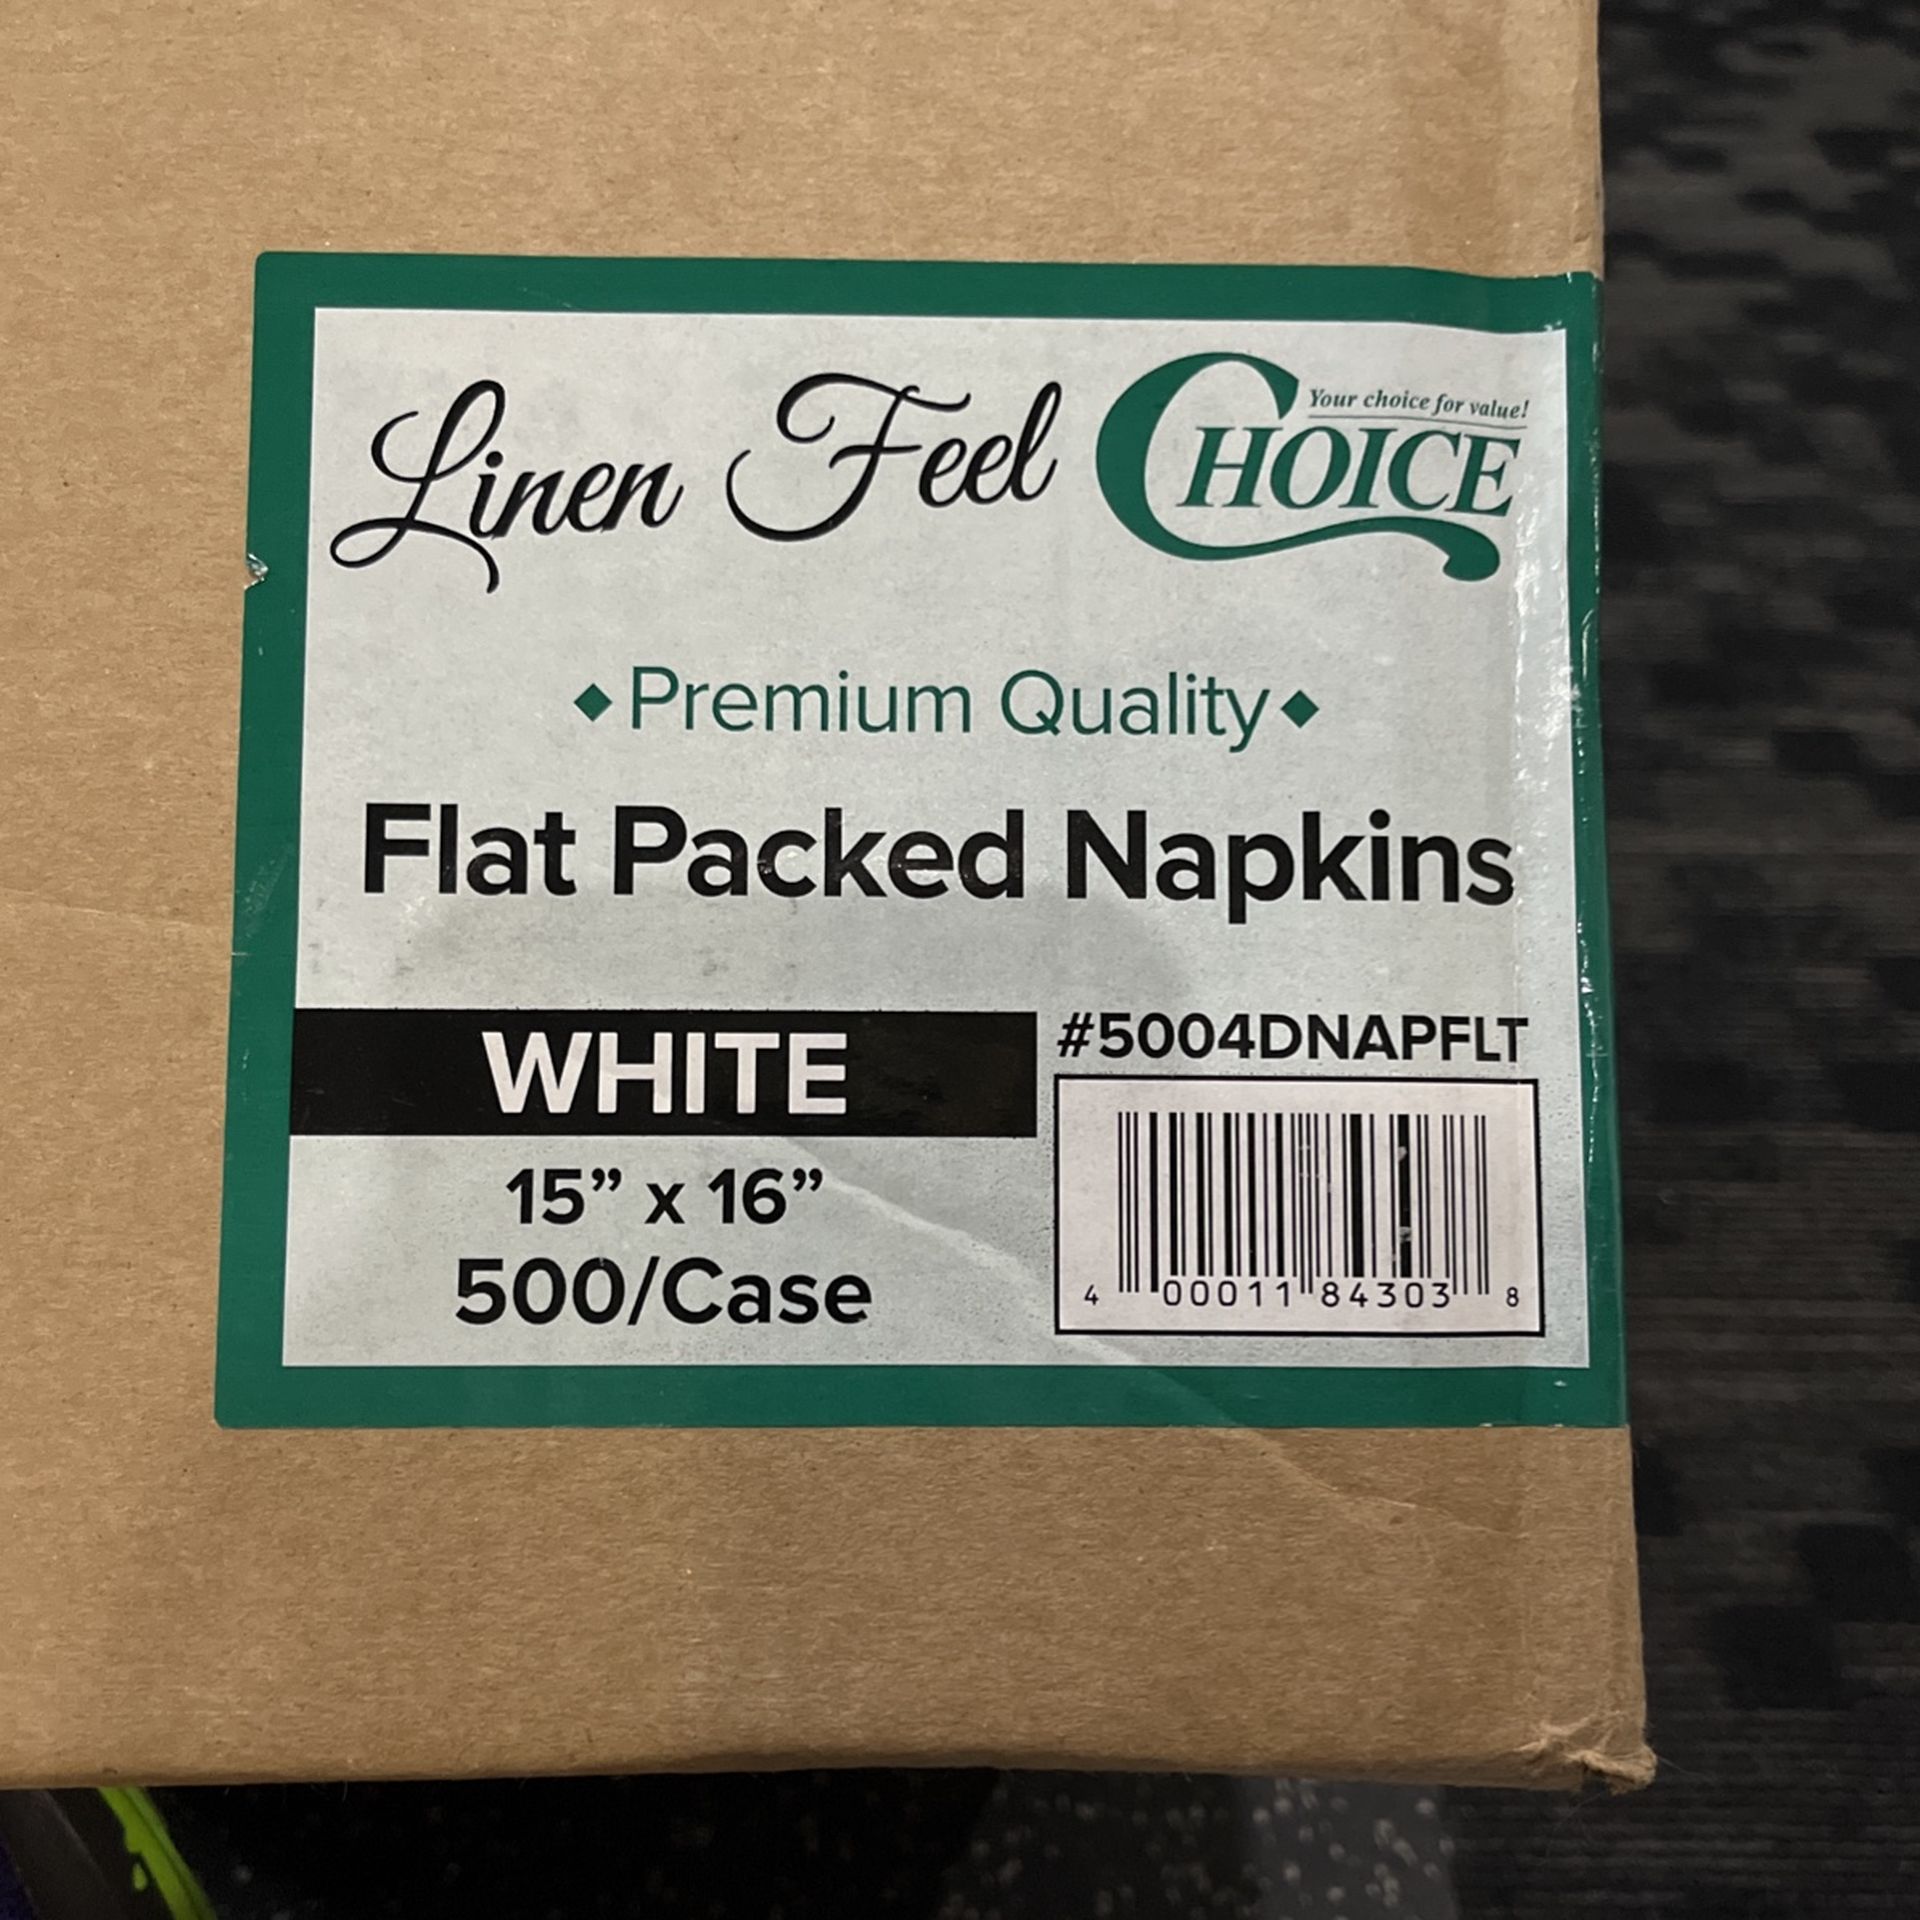 Linen Feel
Your choice for value!
CHOICE
◆ Premium Quality ◆
Flat Packed Napkins
WHITE
#5004DNAPFLT
15” x 16”
500/Case
4 00011 84303 8